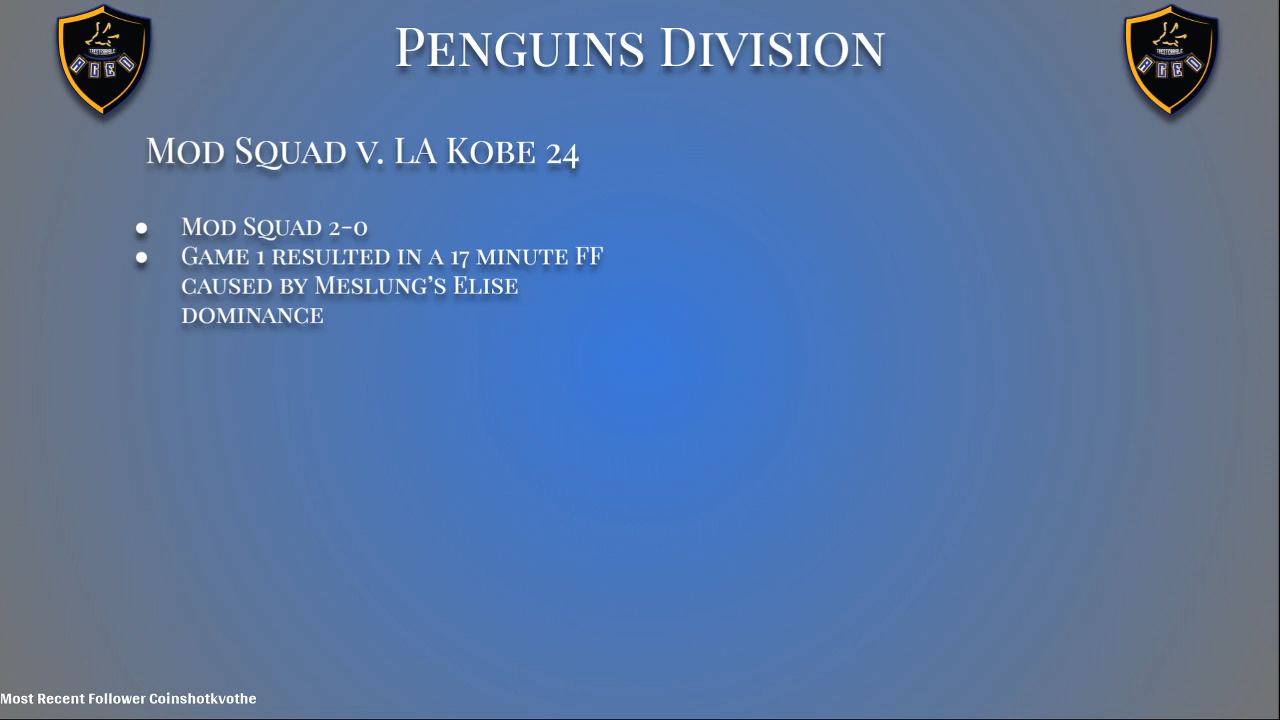 Penguins Division
Mod Squad v. LA Kobe 24
● Mod Squad 2-0
● Game 1 resulted in a 17 minute FF
caused by Meslung's Elise
dominance
Most Recent Follower Coinshotkvothe